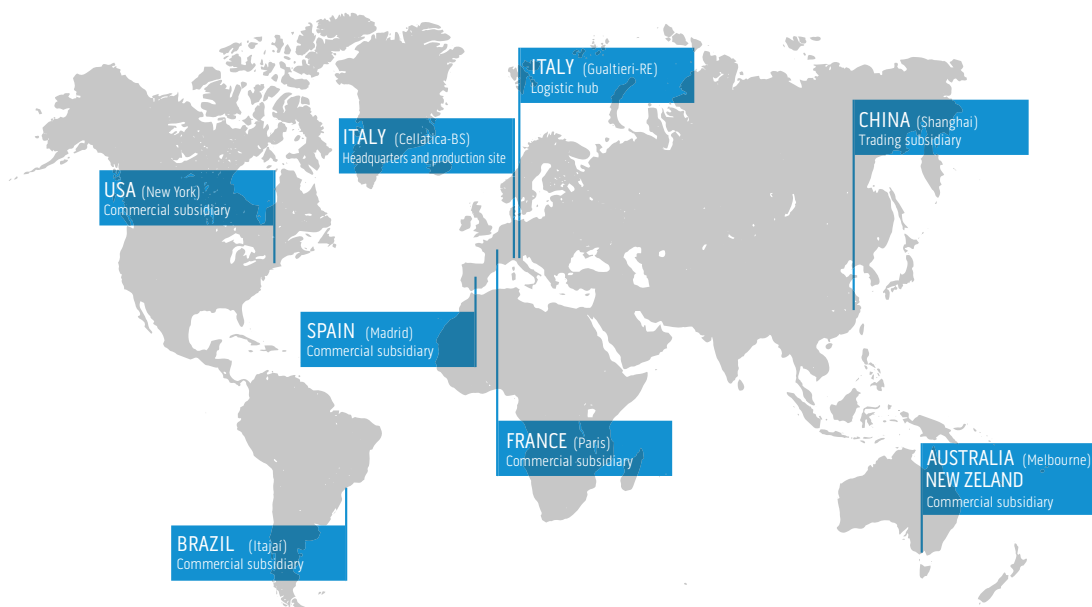 ITALY (Gualtieri-RE)
Logistic hub
CHINA (Shanghai)
Trading subsidiary
ITALY (Cellatica-BS)
Headquarters and production site
USA (New York)
Commercial subsidiary
SPAIN (Madrid)
Commercial subsidiary
FRANCE (Paris)
Commercial subsidiary
AUSTRALIA (Melbourne)
NEW ZELAND
Commercial subsidiary
BRAZIL (Itajaí)
Commercial subsidiary